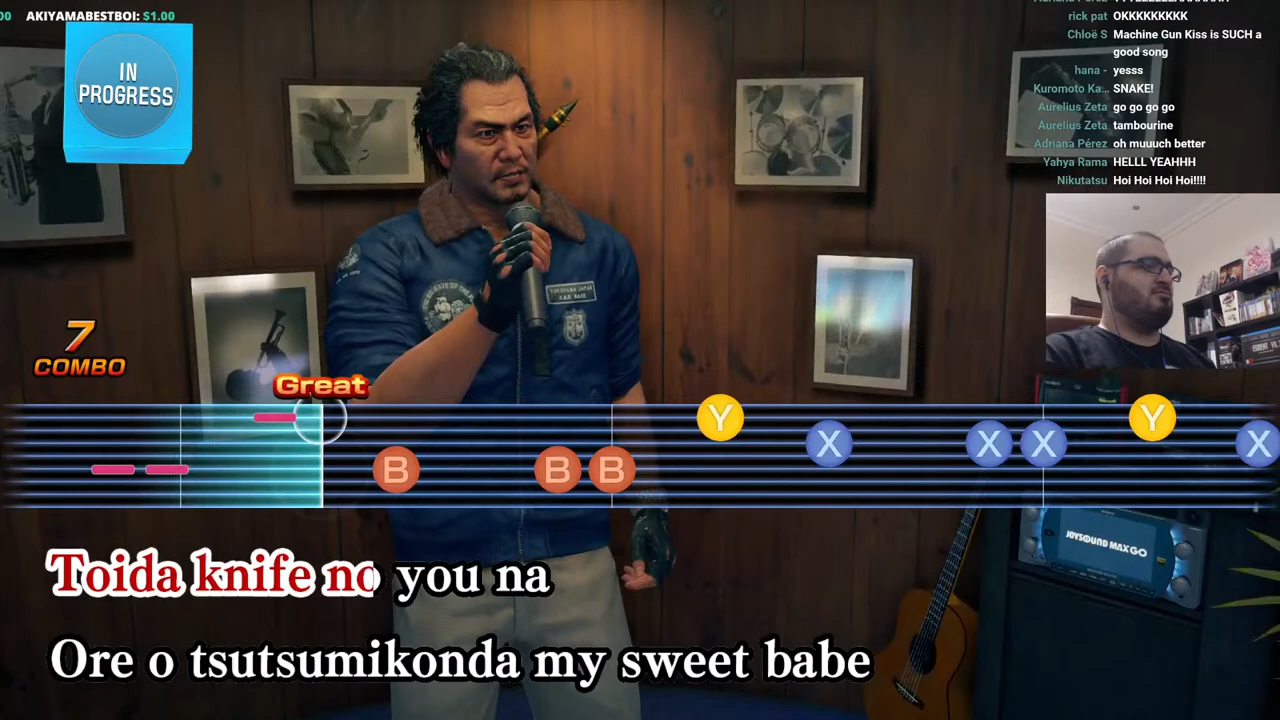 00 AKIYAMABESTBOI: $1.00
IN
PROGRESS
rick pat OKKKKKKKKK
Chloë S Machine Gun Kiss is SUCH a
good song
hana - yesss
Kuromoto Ka... SNAKE!
Aurelius Zeta go go go go
Aurelius Zeta tambourine
Adriana Pérez oh muuuch better
Yahya Rama HELLL YEAHHH
Nikutatsu Hoi Hoi Hoi Hoi!!!!
7
COMBO
Great
B B B Y X X X Y X
JOYSOUND MAX GO
Toida knife no you na
Ore o tsutsumikonda my sweet babe